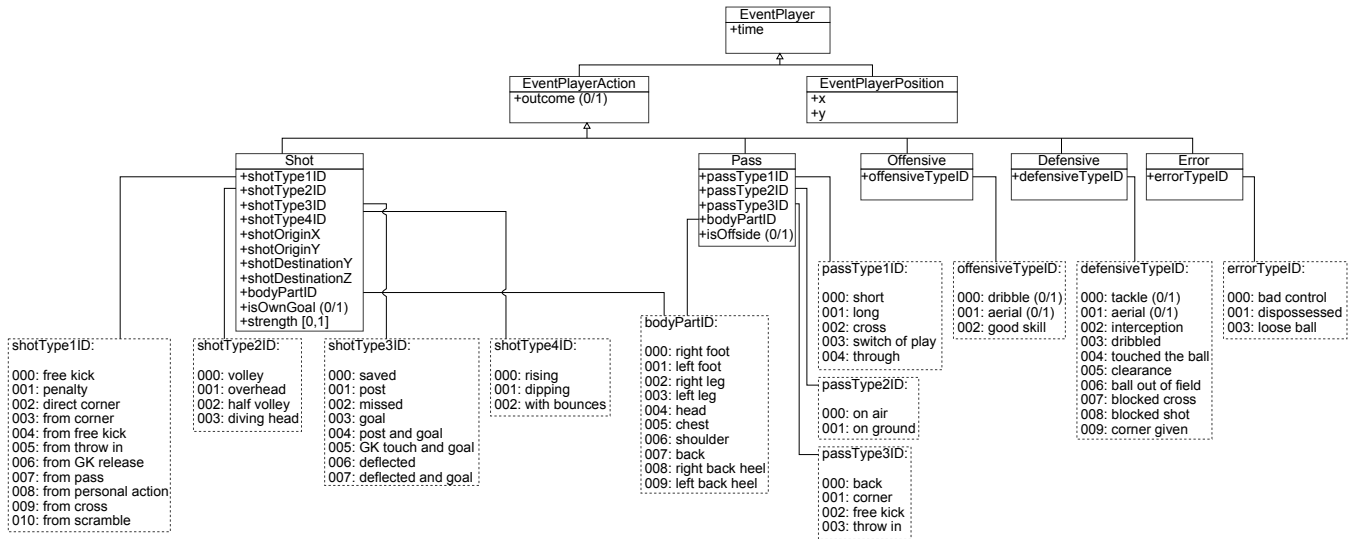 EventPlayer
+time
EventPlayerAction
+outcome (0/1)
EventPlayerPosition
+x
+y
Shot
+shotType1ID
+shotType2ID
+shotType3ID
+shotType4ID
+shotOriginX
+shotOriginY
+shotDestinationY
+shotDestinationZ
+bodyPartID
+isOwnGoal (0/1)
+strength [0,1]
Pass
+passType1ID
+passType2ID
+passType3ID
+bodyPartID
+isOffside (0/1)
Offensive
+offensiveTypeID
Defensive
+defensiveTypeID
Error
+errorTypeID
shotType1ID:
000: free kick
001: penalty
002: direct corner
003: from corner
004: from free kick
005: from throw in
006: from GK release
007: from pass
008: from personal action
009: from cross
010: from scramble
shotType2ID:
000: volley
001: overhead
002: half volley
003: diving head
shotType3ID:
000: saved
001: post
002: missed
003: goal
004: post and goal
005: GK touch and goal
006: deflected
007: deflected and goal
shotType4ID:
000: rising
001: dipping
002: with bounces
bodyPartID:
000: right foot
001: left foot
002: right leg
003: left leg
004: head
005: chest
006: shoulder
007: back
008: right back heel
009: left back heel
passType1ID:
000: short
001: long
002: cross
003: switch of play
004: through
passType2ID:
000: on air
001: on ground
passType3ID:
000: back
001: corner
002: free kick
003: throw in
offensiveTypeID:
000: dribble (0/1)
001: aerial (0/1)
002: good skill
defensiveTypeID:
000: tackle (0/1)
001: aerial (0/1)
002: interception
003: dribbled
004: touched the ball
005: clearance
006: ball out of field
007: blocked cross
008: blocked shot
009: corner given
errorTypeID:
000: bad control
001: dispossessed
003: loose ball